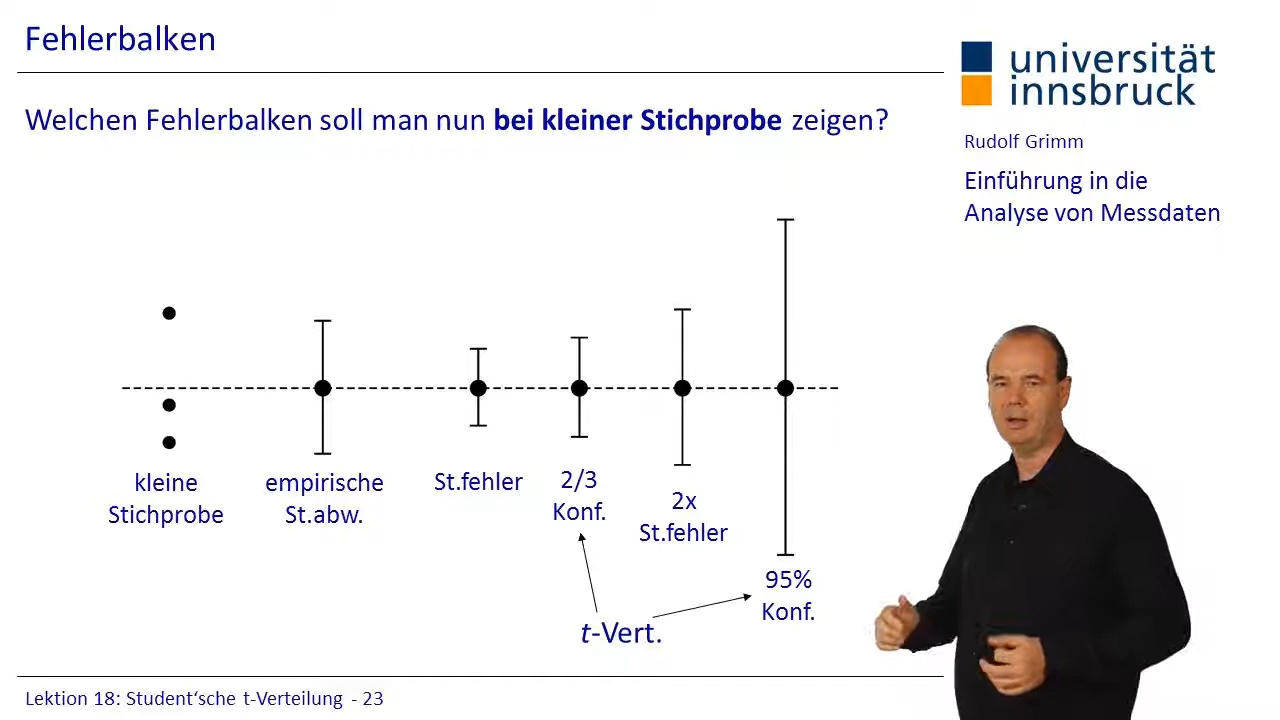 Fehlerbalken
Welchen Fehlerbalken soll man nun bei kleiner Stichprobe zeigen?
universität
innsbruck
Rudolf Grimm
Einführung in die
Analyse von Messdaten
kleine
Stichprobe
empirische
St.abw.
St.fehler
2/3
Konf.
2x
St.fehler
95%
Konf.
t-Vert.
Lektion 18: Student‘sche t-Verteilung - 23